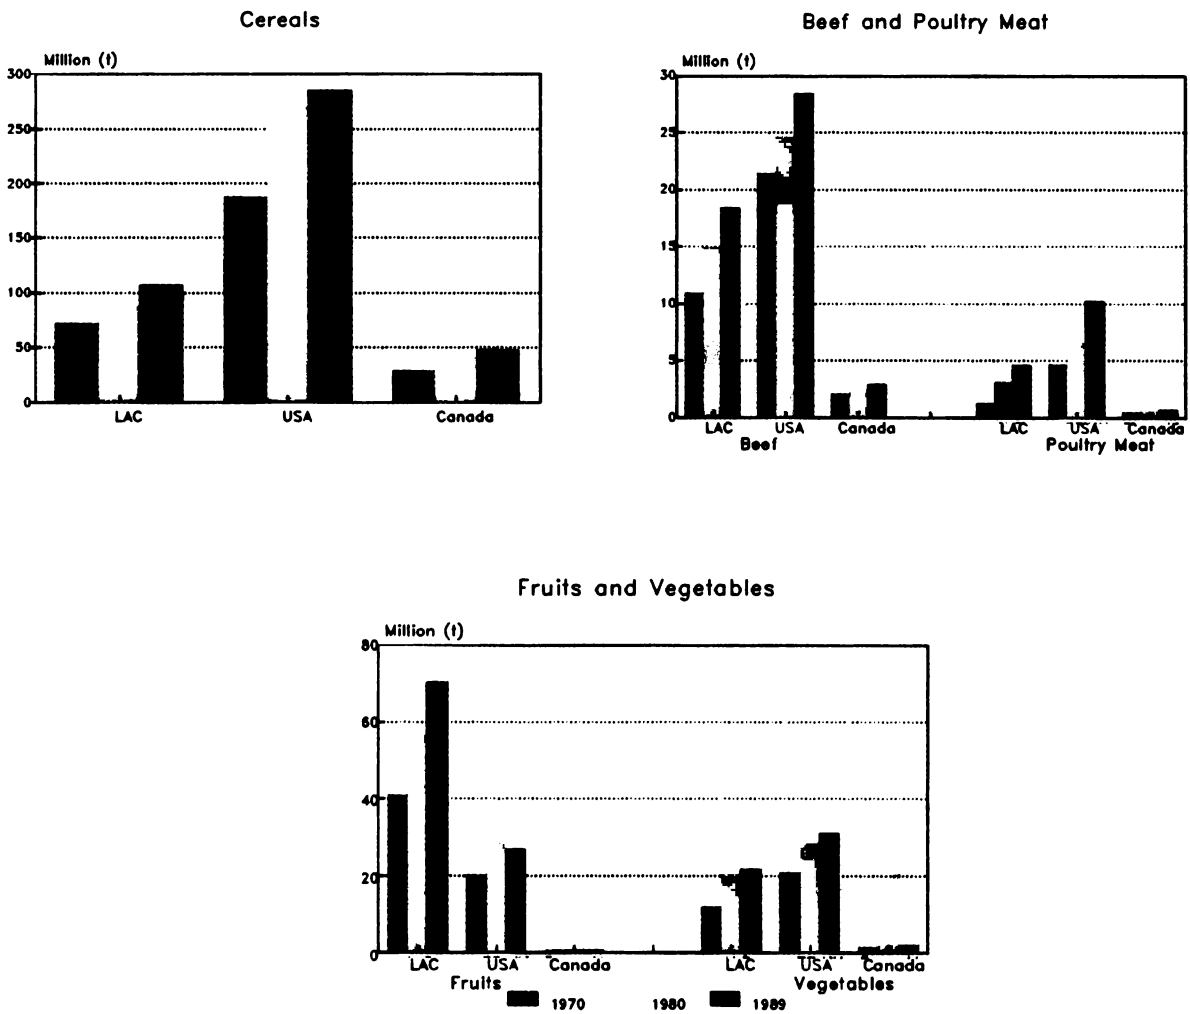 Cereals
Million (t)
300
250
200
150
100
50
0
LAC USA Canada
Beef and Poultry Meat
Million (t)
30
25
20
15
10
5
0
LAC USA Canada LAC USA Canada
Beef Poultry Meat
Fruits and Vegetables
Million (t)
80
60
40
20
0
LAC USA Canada LAC USA Canada
Fruits Vegetables
1970 1980 1989